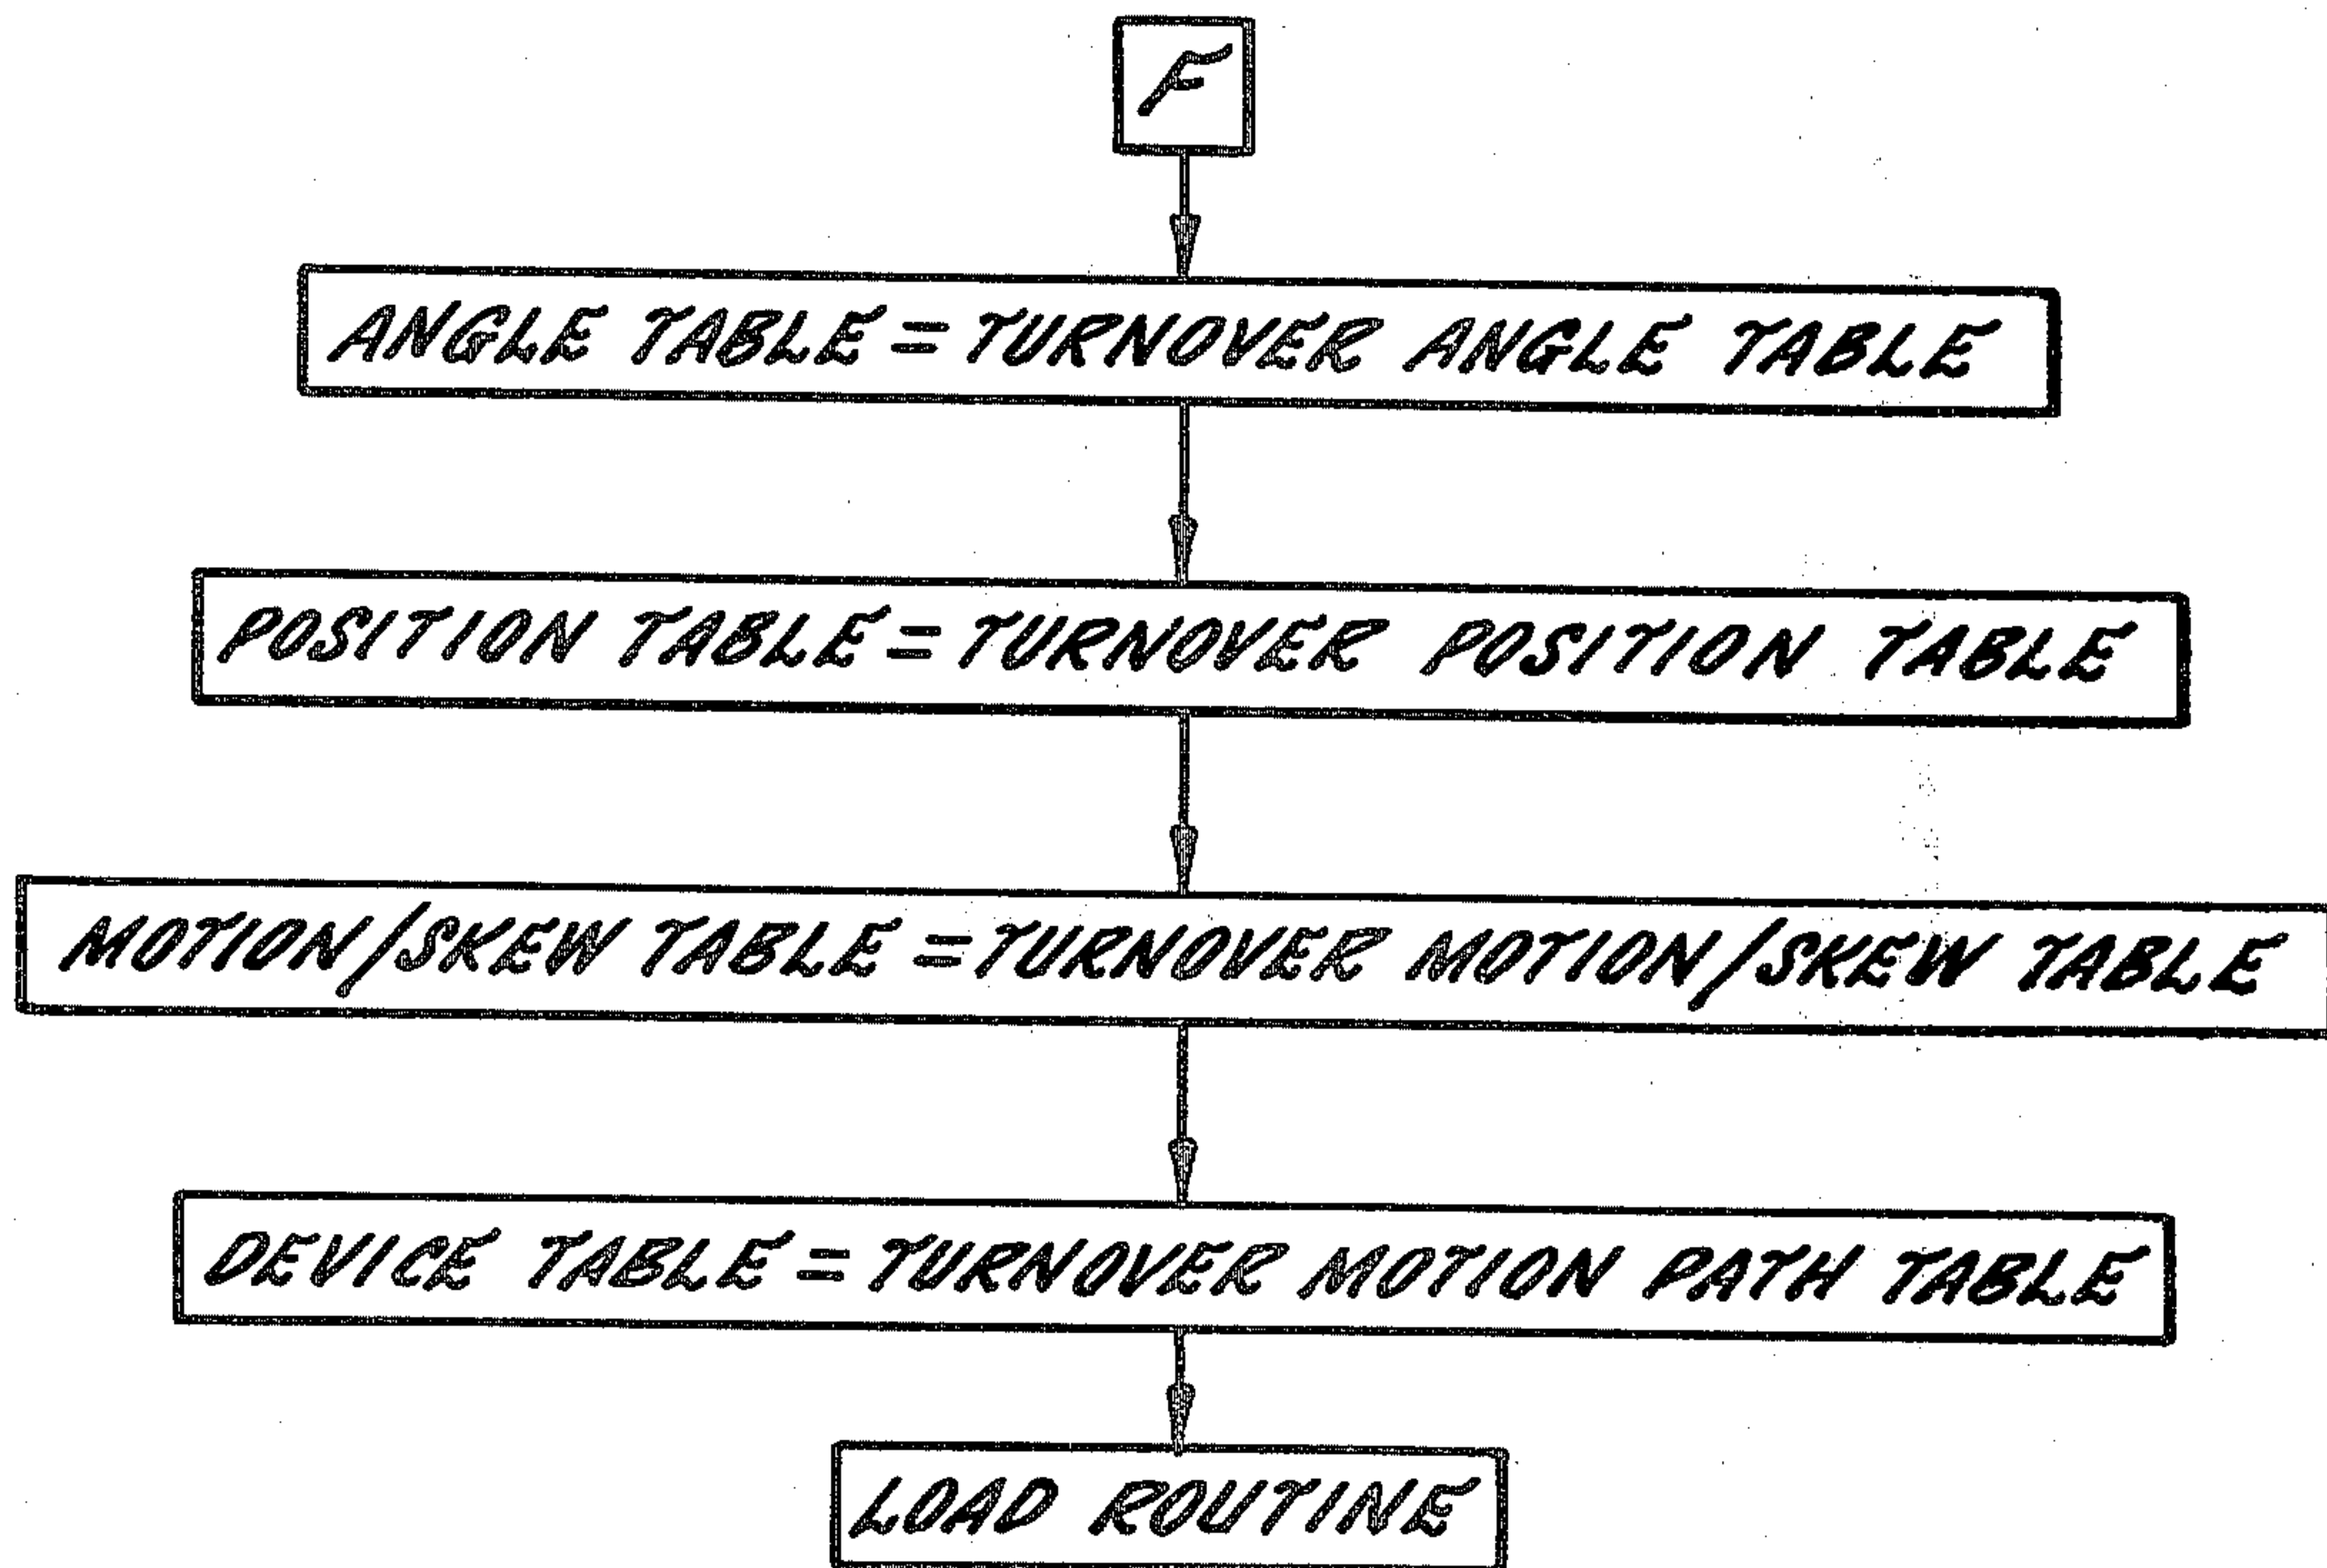 F
ANGLE TABLE = TURNOVER ANGLE TABLE
POSITION TABLE = TURNOVER POSITION TABLE
MOTION/SKEW TABLE = TURNOVER MOTION/SKEW TABLE
DEVICE TABLE = TURNOVER MOTION PATH TABLE
LOAD ROUTINE